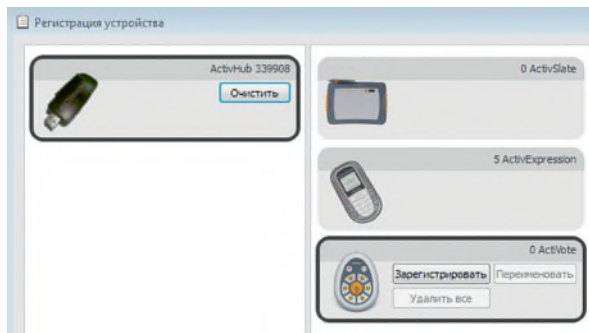 Регистрация устройства
ActivHub 339908
Очистить
0 ActivSlate
5 ActivExpression
0 ActiVote
Зарегистрировать
Переименовать
Удалить все